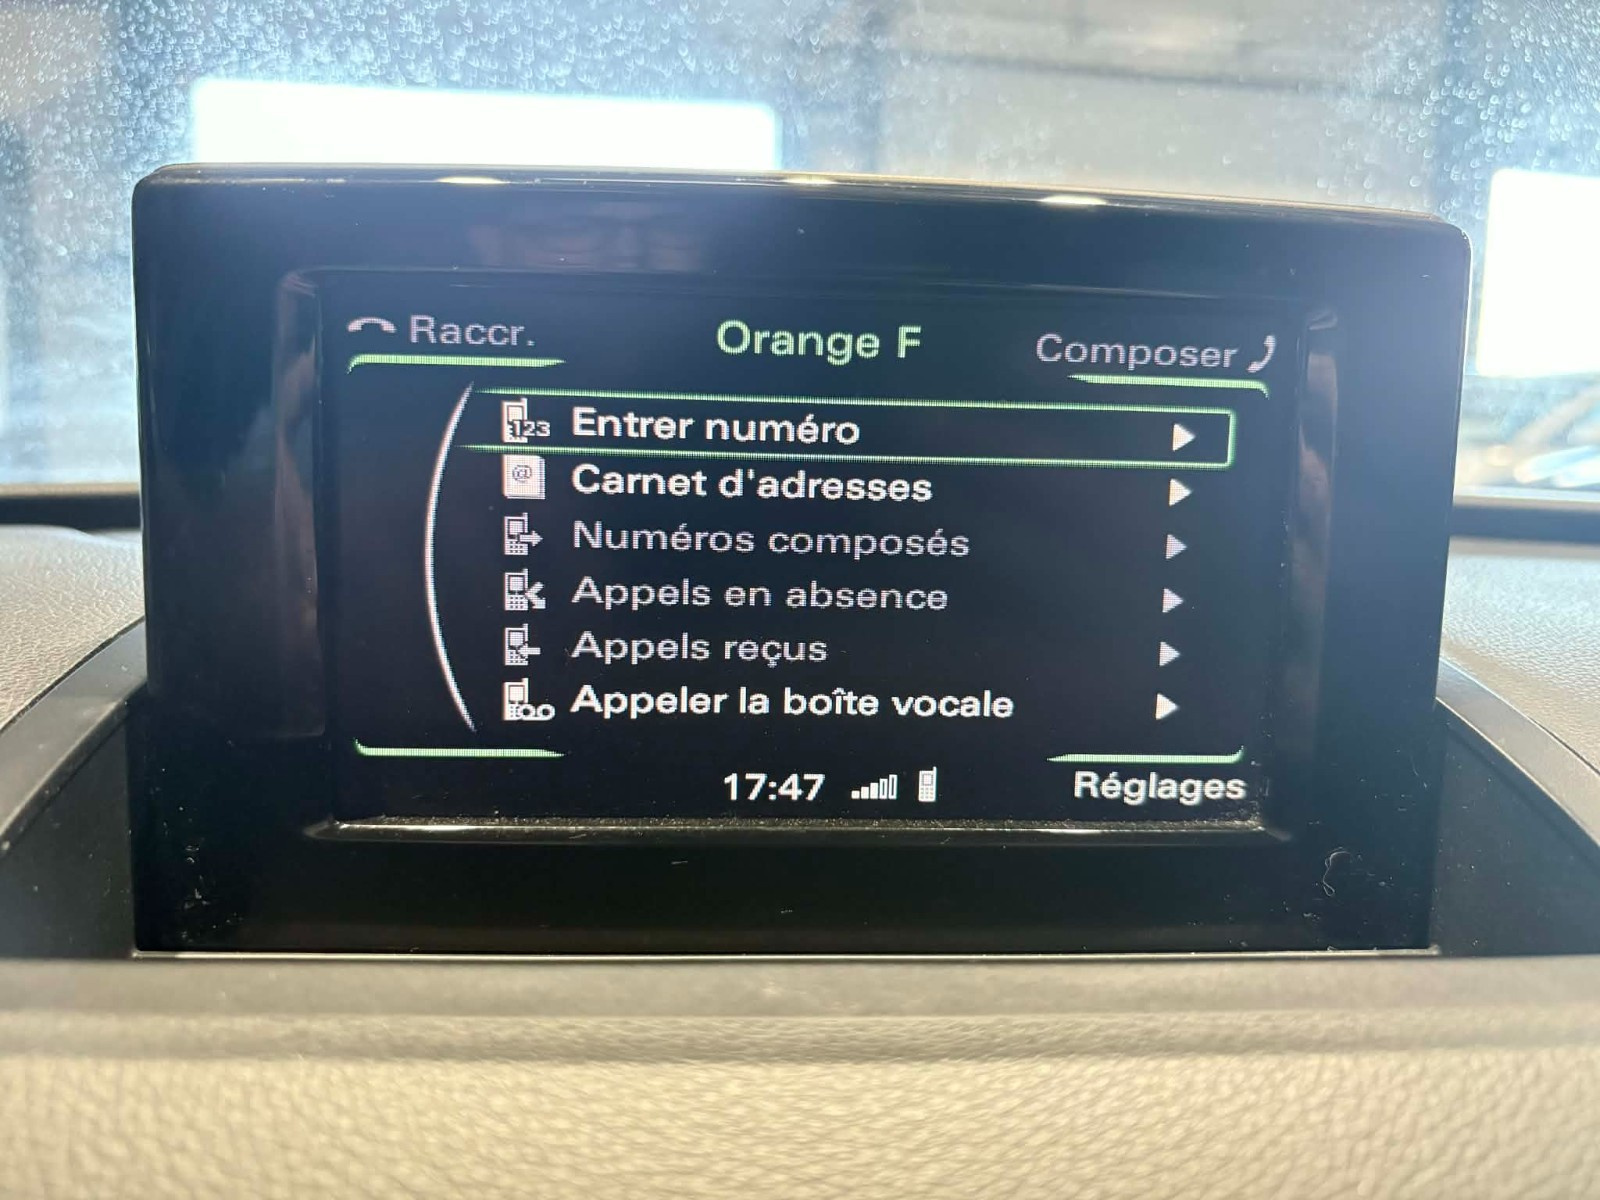 Raccr.
Orange F
Composer
123 Entrer numéro
@ Carnet d'adresses
Numéros composés
Appels en absence
Appels reçus
Appeler la boîte vocale
17:47
Réglages